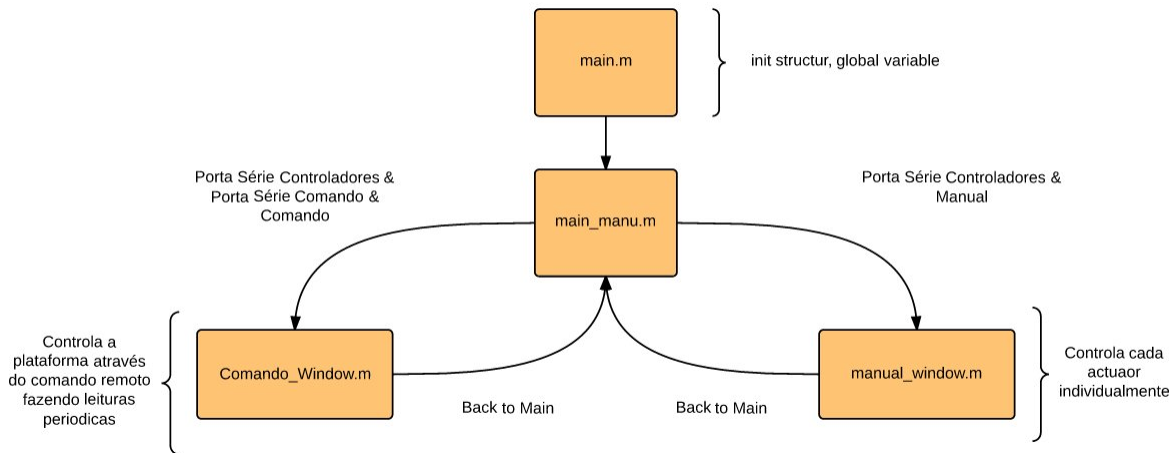 main.m
init structur, global variable
Porta Série Controladores &
Porta Série Comando &
Comando
main_manu.m
Porta Série Controladores &
Manual
Controla a
plataforma através
do comando remoto
fazendo leituras
periodicas
Comando_Window.m
Back to Main
Back to Main
manual_window.m
Controla cada
actuaor
individualmente